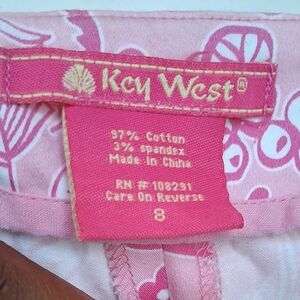 Key West®
97% Cotton
3% spandex
Made In China
RN # 108291
Care On Reverse
8